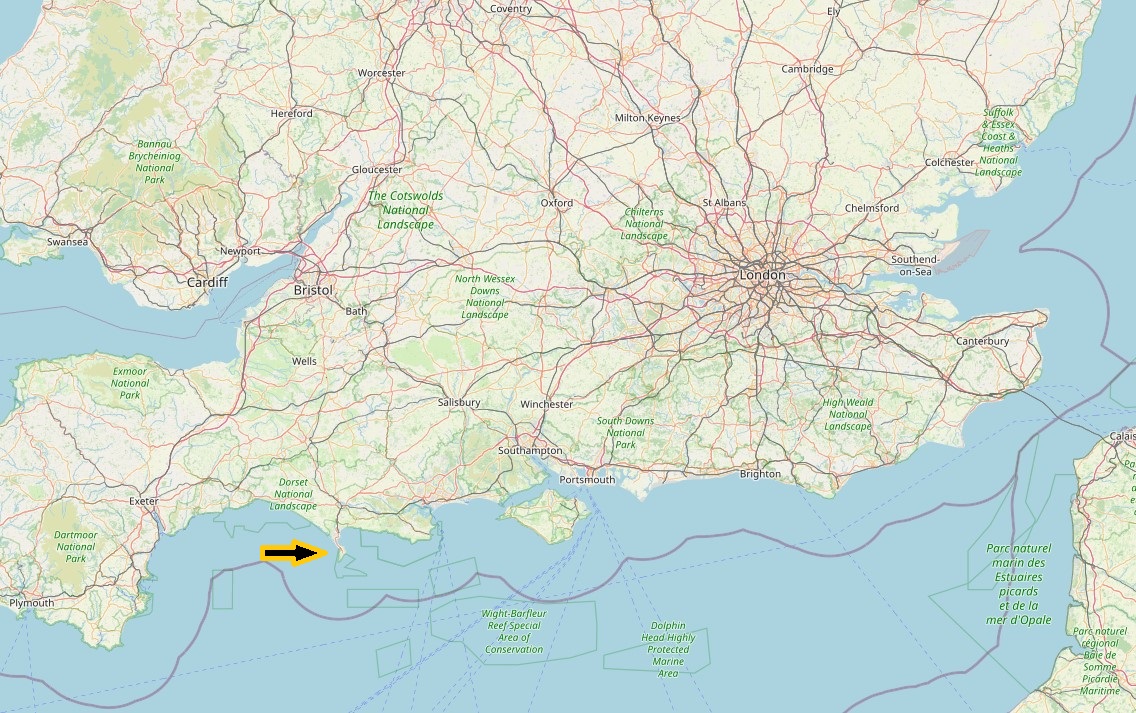 Coventry
Ely
Worcester
Cambridge
Hereford
Milton Keynes
Suffolk
& Essex
Coast &
Heaths
National
Landscape
Bannau
Brycheiniog
National
Park
Colchester
Gloucester
The Cotswolds
National
Landscape
Oxford
St Albans
Chelmsford
Chilterns
National
Landscape
Swansea
Newport
Cardiff
Bristol
Southend-
on-Sea
London
North Wessex
Downs
National
Landscape
Bath
Canterbury
Wells
Exmoor
National
Park
Salisbury
Winchester
High Weald
National
Landscape
South Downs
National
Park
Calais
Southampton
Portsmouth
Brighton
Dorset
National
Landscape
Exeter
Dartmoor
National
Park
Parc naturel
marin des
Estuaires
picards
et de la
mer d'Opale
Plymouth
Wight-Barfleur
Reef Special
Area of
Conservation
Dolphin
Head Highly
Protected
Marine
Area
Parc naturel
régional
Baie de
Somme
Picardie
Maritime